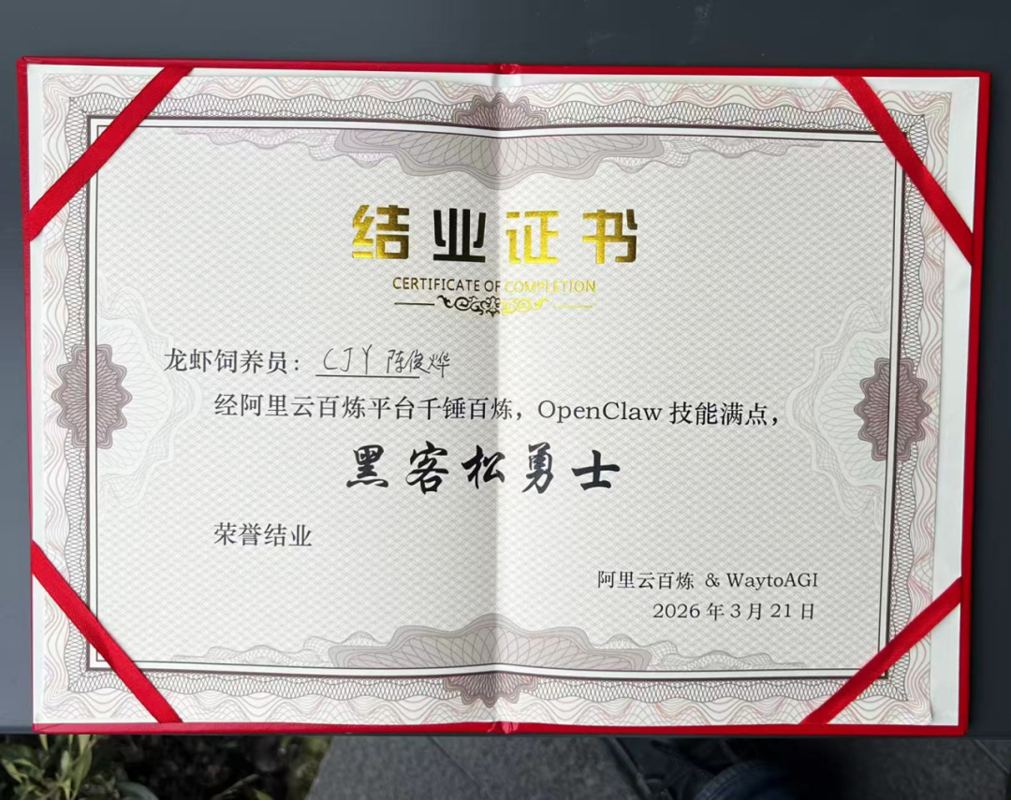 结业证书
CERTIFICATE OF COMPLETION
龙虾饲养员：CJY 陈俊烨
经阿里云百炼平台千锤百炼，OpenClaw 技能满点，
黑客松勇士
荣誉结业
阿里云百炼 & WaytoAGI
2026 年 3 月 21 日